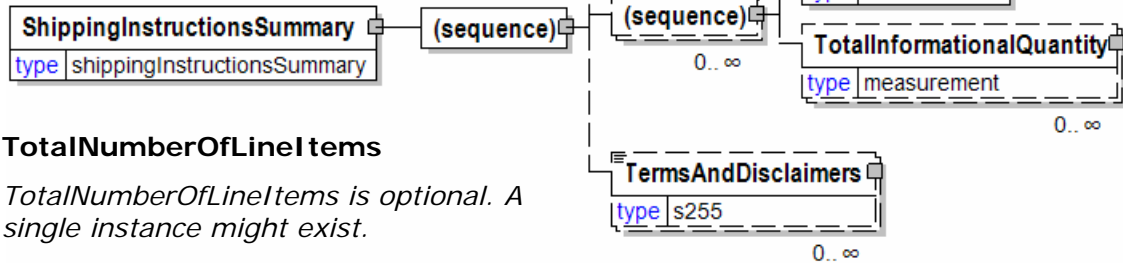 ShippingInstructionsSummary
type shippingInstructionsSummary
(sequence)
(sequence)
0.. ∞
TotalInformationalQuantity
type measurement
0.. ∞
TermsAndDisclaimers
type s255
0.. ∞
TotalNumberOfLineItems
TotalNumberOfLineItems is optional. A
single instance might exist.